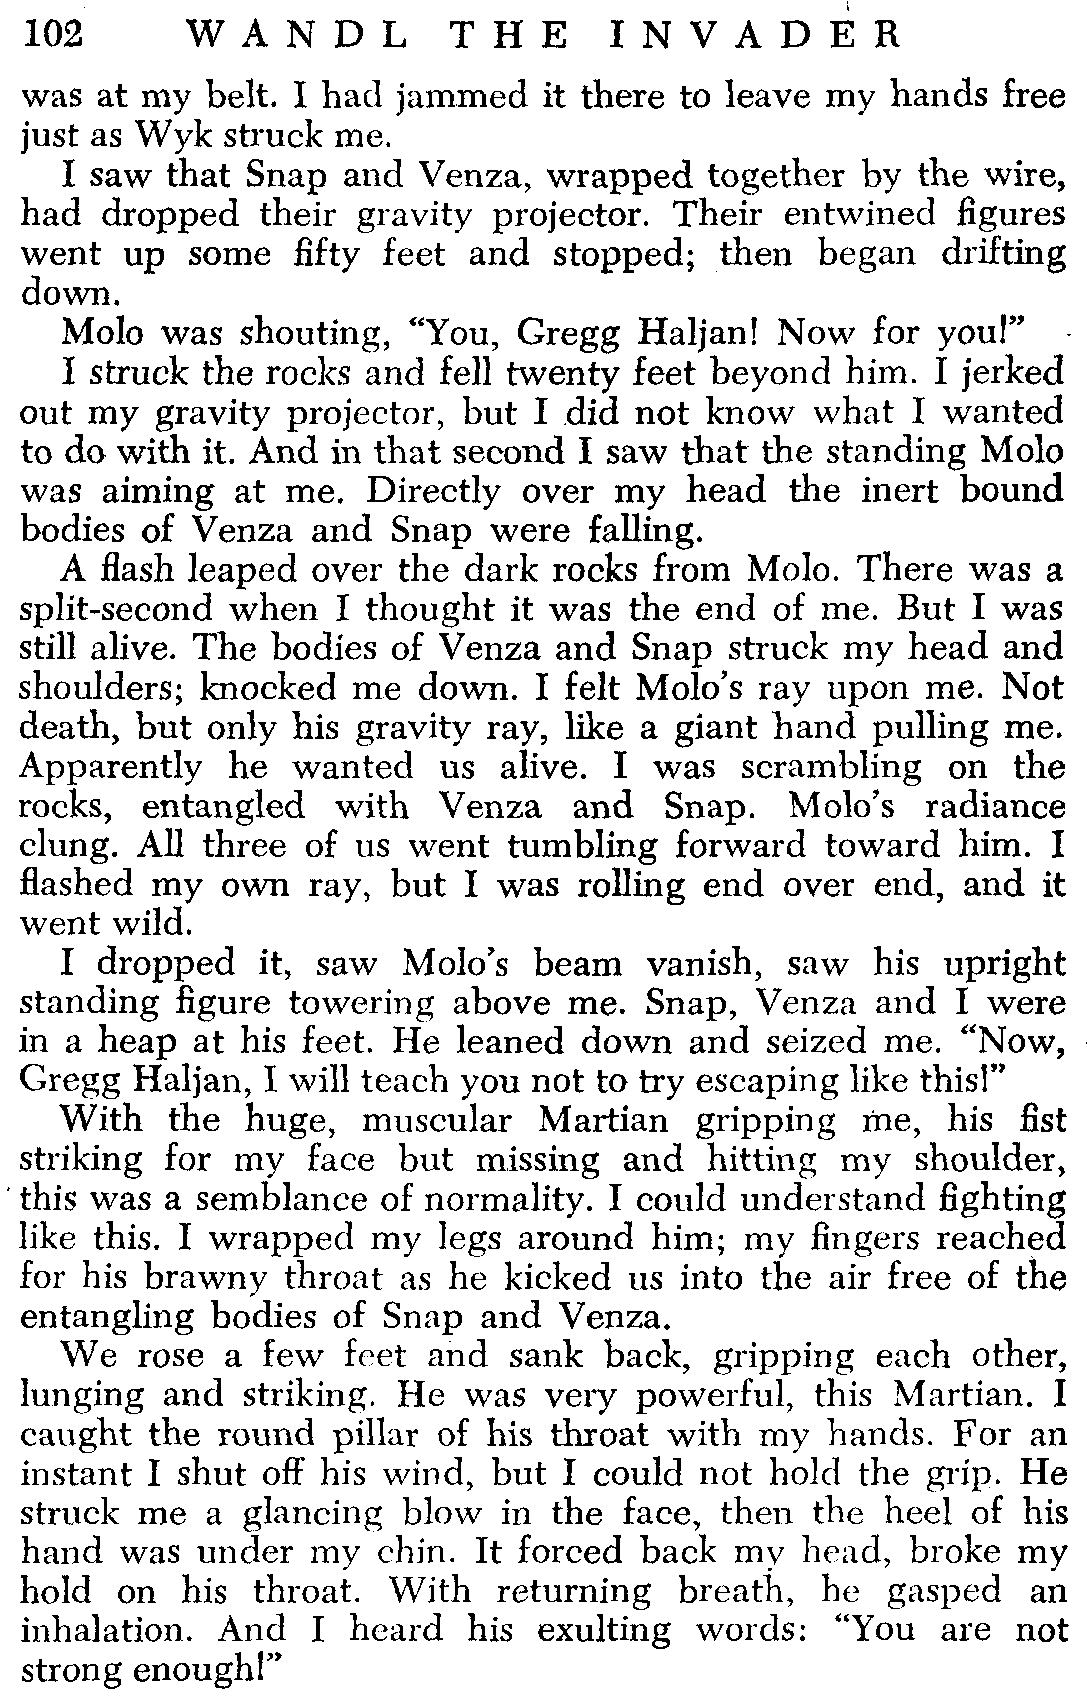 102 WANDL THE INVADER
was at my belt. I had jammed it there to leave my hands free
just as Wyk struck me.
I saw that Snap and Venza, wrapped together by the wire,
had dropped their gravity projector. Their entwined figures
went up some fifty feet and stopped; then began drifting
down.
Molo was shouting, “You, Gregg Haljan! Now for you!”
I struck the rocks and fell twenty feet beyond him. I jerked
out my gravity projector, but I did not know what I wanted
to do with it. And in that second I saw that the standing Molo
was aiming at me. Directly over my head the inert bound
bodies of Venza and Snap were falling.
A flash leaped over the dark rocks from Molo. There was a
split-second when I thought it was the end of me. But I was
still alive. The bodies of Venza and Snap struck my head and
shoulders; knocked me down. I felt Molo’s ray upon me. Not
death, but only his gravity ray, like a giant hand pulling me.
Apparently he wanted us alive. I was scrambling on the
rocks, entangled with Venza and Snap. Molo’s radiance
clung. All three of us went tumbling forward toward him. I
flashed my own ray, but I was rolling end over end, and it
went wild.
I dropped it, saw Molo’s beam vanish, saw his upright
standing figure towering above me. Snap, Venza and I were
in a heap at his feet. He leaned down and seized me. “Now,
Gregg Haljan, I will teach you not to try escaping like this!”
With the huge, muscular Martian gripping me, his fist
striking for my face but missing and hitting my shoulder,
this was a semblance of normality. I could understand fighting
like this. I wrapped my legs around him; my fingers reached
for his brawny throat as he kicked us into the air free of the
entangling bodies of Snap and Venza.
We rose a few feet and sank back, gripping each other,
lunging and striking. He was very powerful, this Martian. I
caught the round pillar of his throat with my hands. For an
instant I shut off his wind, but I could not hold the grip. He
struck me a glancing blow in the face, then the heel of his
hand was under my chin. It forced back my head, broke my
hold on his throat. With returning breath, he gasped an
inhalation. And I heard his exulting words: “You are not
strong enough!”